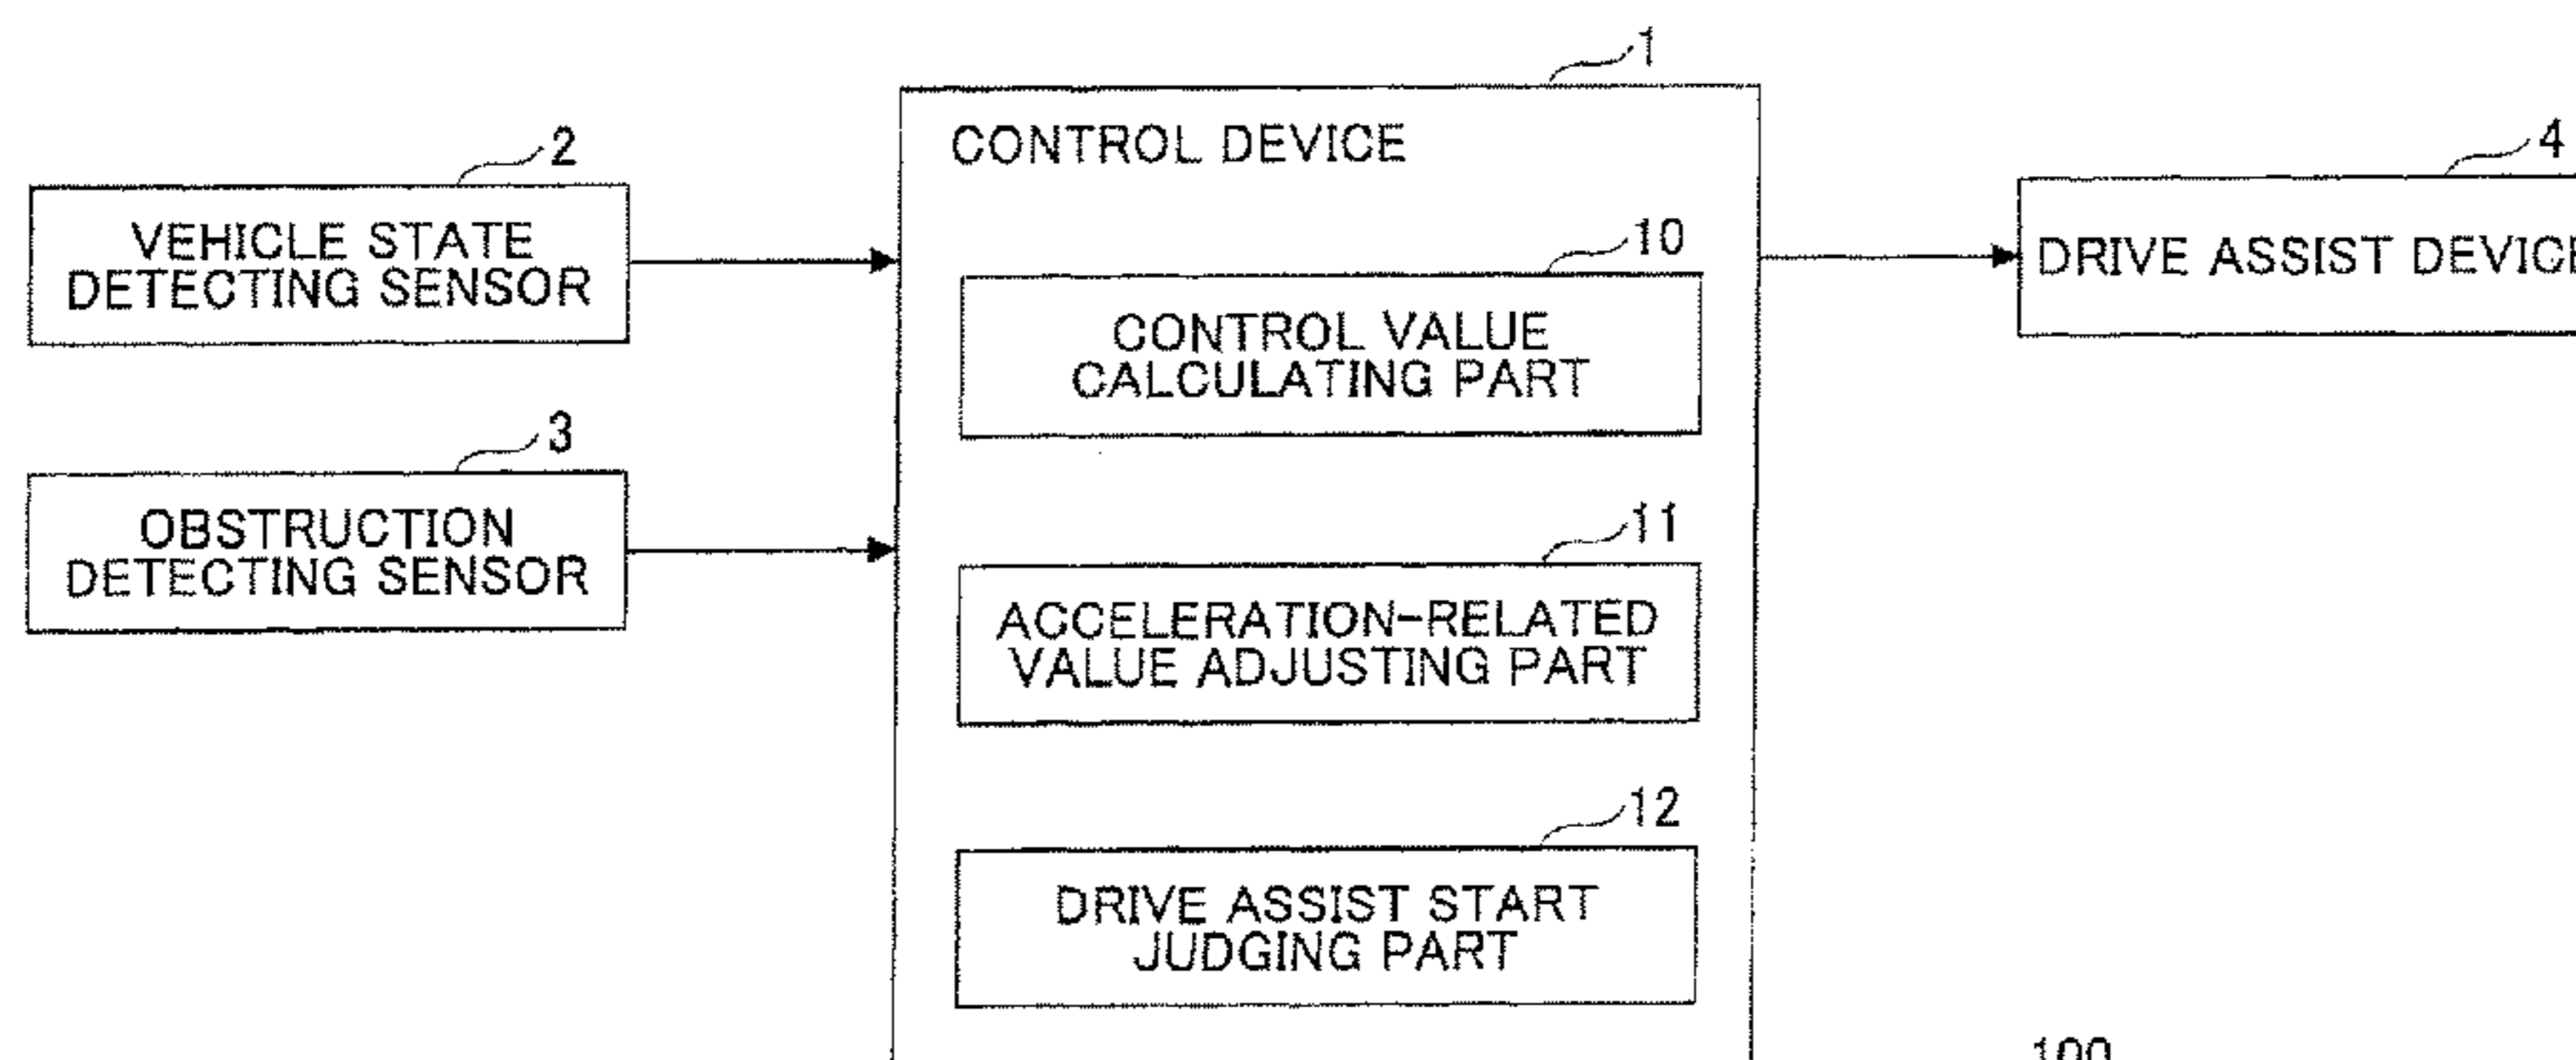 1
CONTROL DEVICE
2
VEHICLE STATE
DETECTING SENSOR
4
DRIVE ASSIST DEVICE
10
CONTROL VALUE
CALCULATING PART
3
OBSTRUCTION
DETECTING SENSOR
11
ACCELERATION-RELATED
VALUE ADJUSTING PART
12
DRIVE ASSIST START
JUDGING PART
100